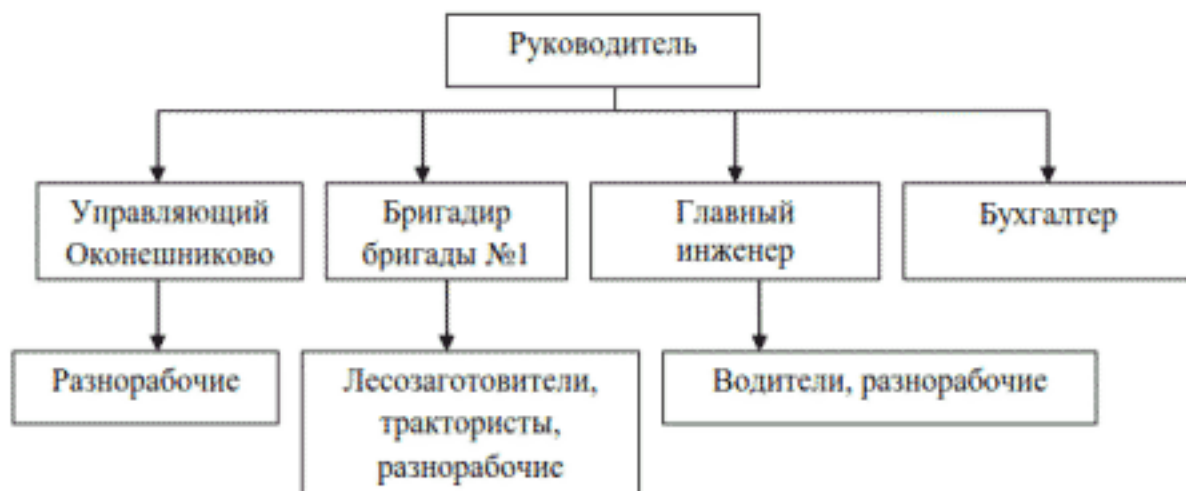 Руководитель
Управляющий
Оконешниково
Бригадир
бригады №1
Главный
инженер
Бухгалтер
Разнорабочие
Лесозаготовители,
трактористы,
разнорабочие
Водители, разнорабочие